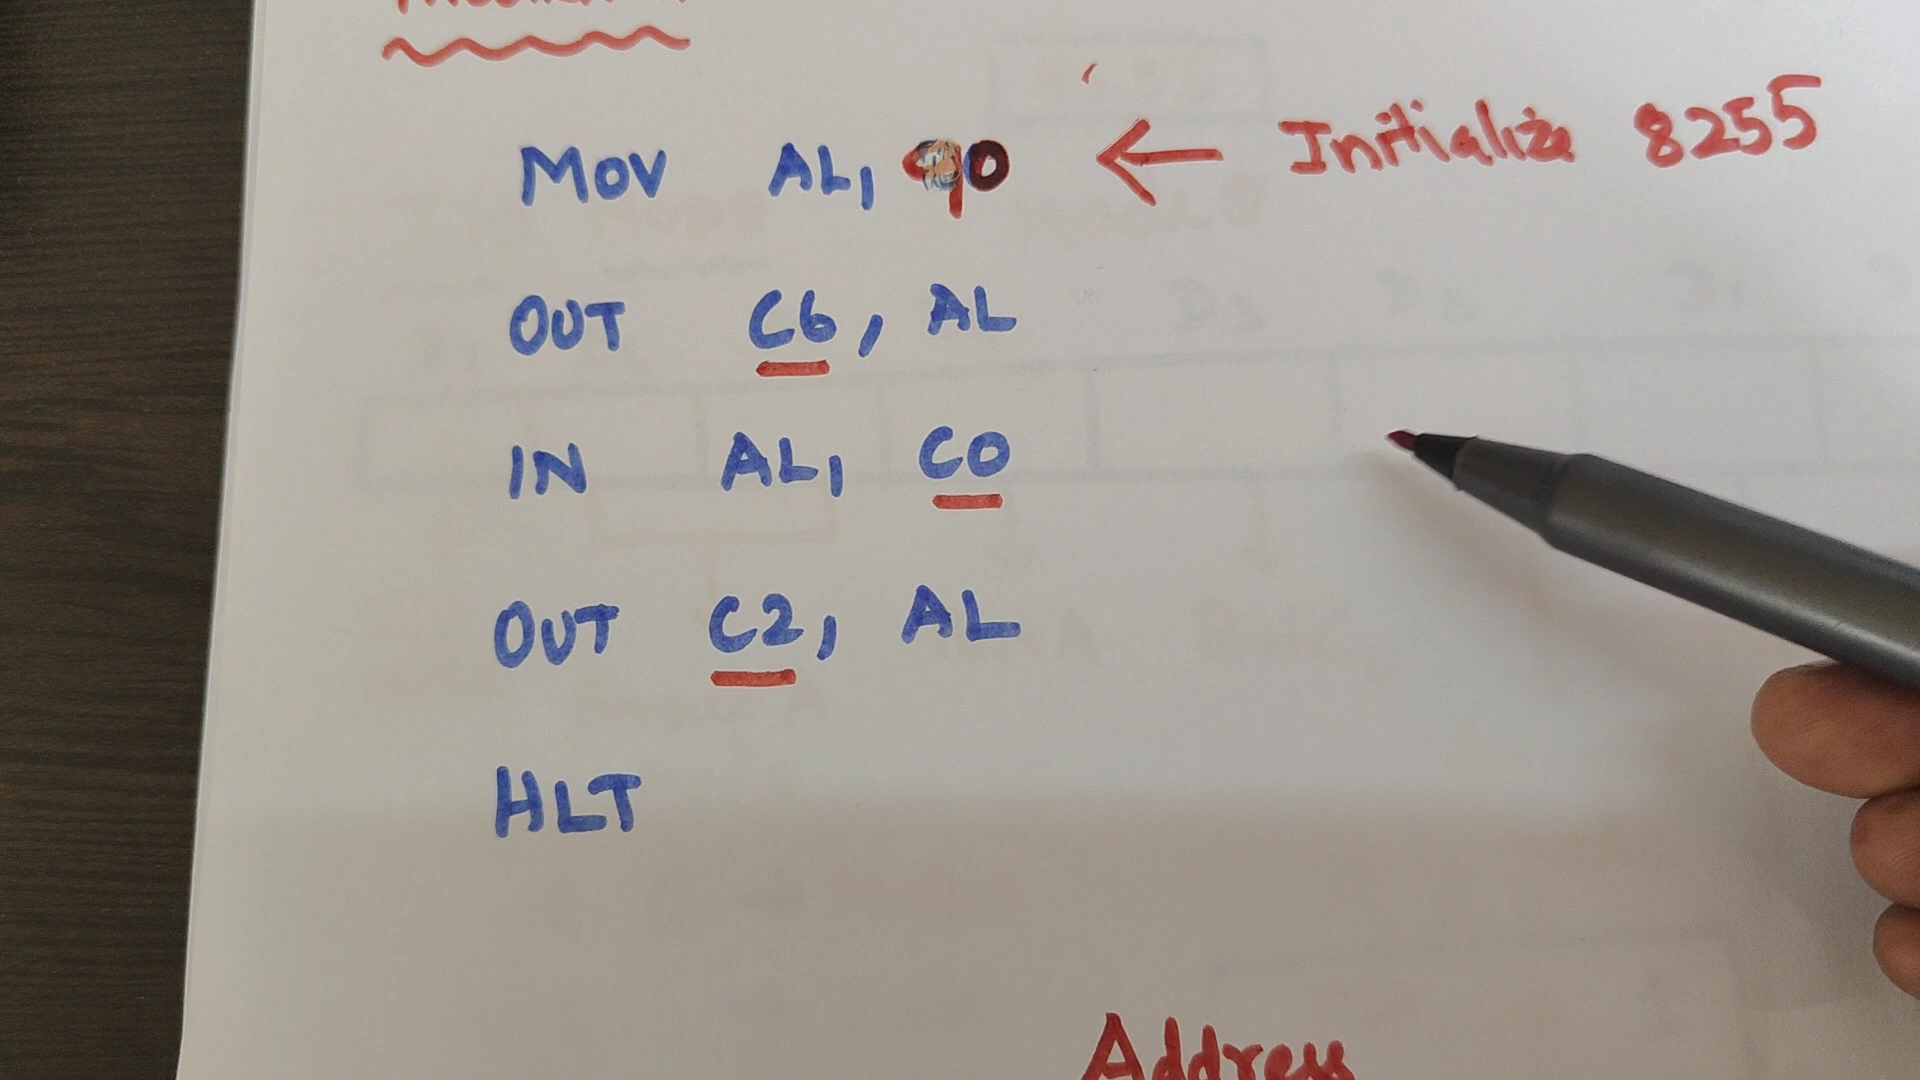 MOV AL, 90 ← Initialize 8255
OUT C6, AL
IN AL, C0
OUT C2, AL
HLT
Address